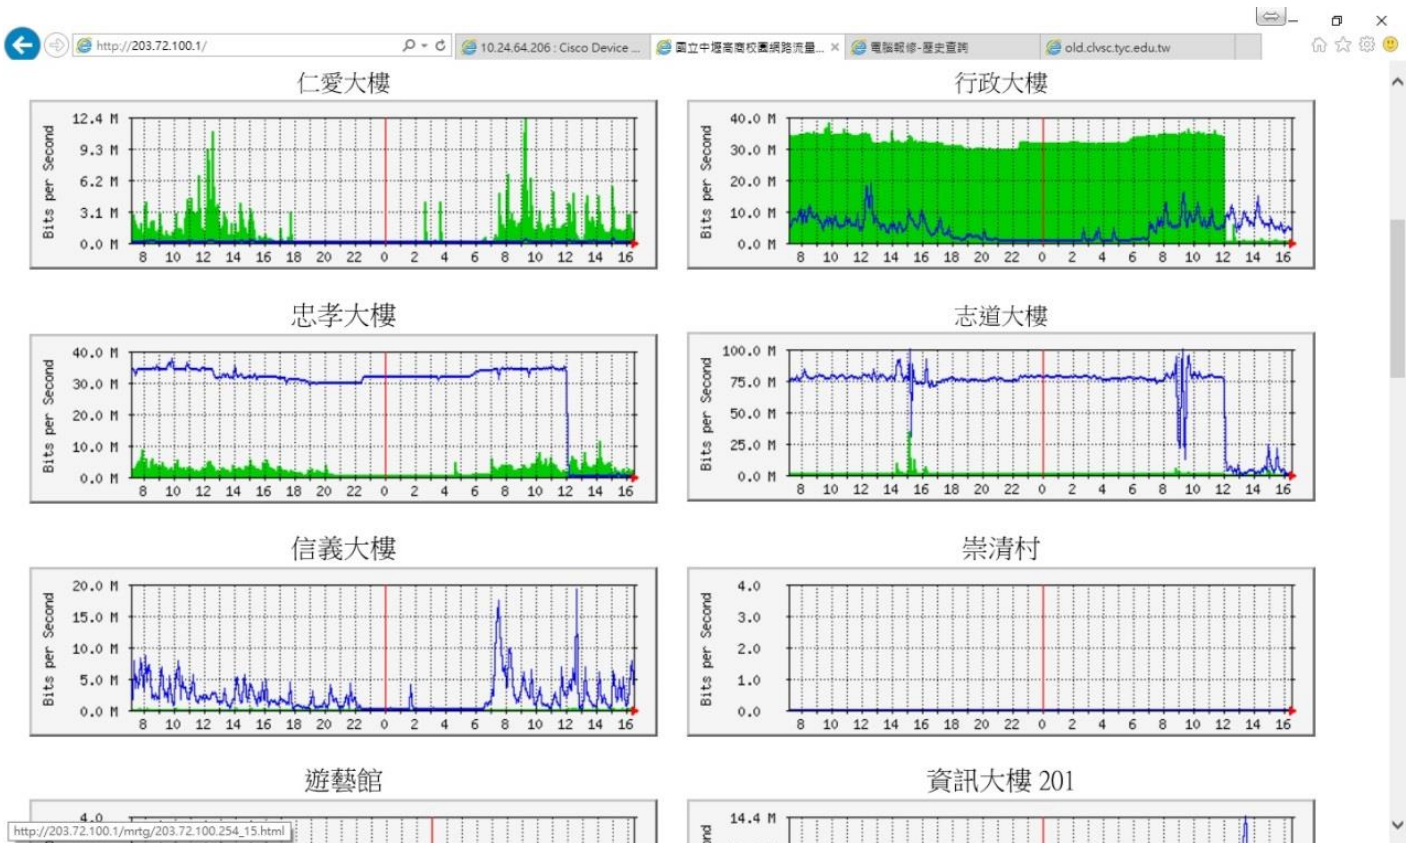 http://203.72.100.1/
10.24.64.206 : Cisco Device ...
國立中壢高商校園網路流量...
電腦報修-歷史查詢
old.clvsc.tyc.edu.tw
仁愛大樓
Bits per Second
12.4 M
9.3 M
6.2 M
3.1 M
0.0 M
8 10 12 14 16 18 20 22 0 2 4 6 8 10 12 14 16
行政大樓
Bits per Second
40.0 M
30.0 M
20.0 M
10.0 M
0.0 M
8 10 12 14 16 18 20 22 0 2 4 6 8 10 12 14 16
忠孝大樓
Bits per Second
40.0 M
30.0 M
20.0 M
10.0 M
0.0 M
8 10 12 14 16 18 20 22 0 2 4 6 8 10 12 14 16
志道大樓
Bits per Second
100.0 M
75.0 M
50.0 M
25.0 M
0.0 M
8 10 12 14 16 18 20 22 0 2 4 6 8 10 12 14 16
信義大樓
Bits per Second
20.0 M
15.0 M
10.0 M
5.0 M
0.0 M
8 10 12 14 16 18 20 22 0 2 4 6 8 10 12 14 16
崇清村
Bits per Second
4.0
3.0
2.0
1.0
0.0
8 10 12 14 16 18 20 22 0 2 4 6 8 10 12 14 16
遊藝館
4.0
資訊大樓 201
14.4 M
http://203.72.100.1/mrtg/203.72.100.254_15.html